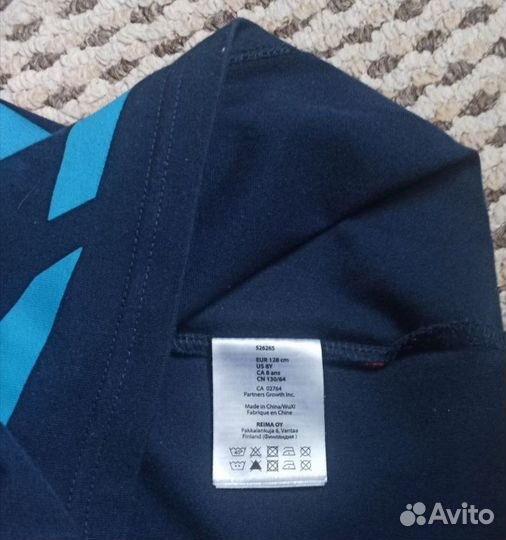 526265
EUR 128 cm
US 8Y
CA 8 ans
CN 130/64
CA 02764
Partners Growth Inc.
Made in China/WuXi
Fabrique en Chine
REIMA OY
Pakkalankuja 6, Vantaa
Finland (Финляндия)
Avito